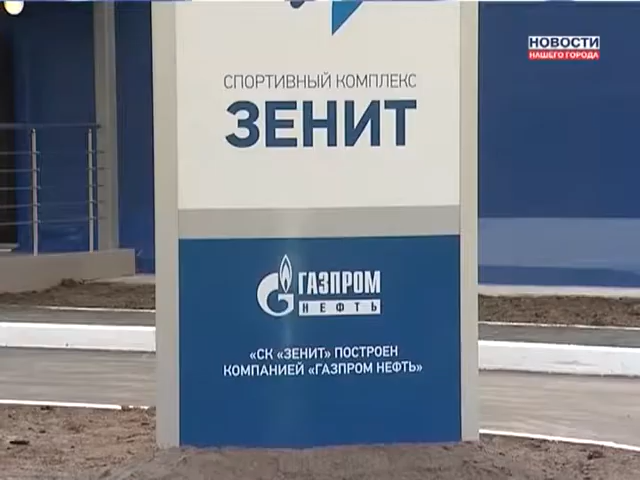 НОВОСТИ
НАШЕГО ГОРОДА
СПОРТИВНЫЙ КОМПЛЕКС
ЗЕНИТ
ГАЗПРОМ
НЕФТЬ
«СК «ЗЕНИТ» ПОСТРОЕН
КОМПАНИЕЙ «ГАЗПРОМ НЕФТЬ»